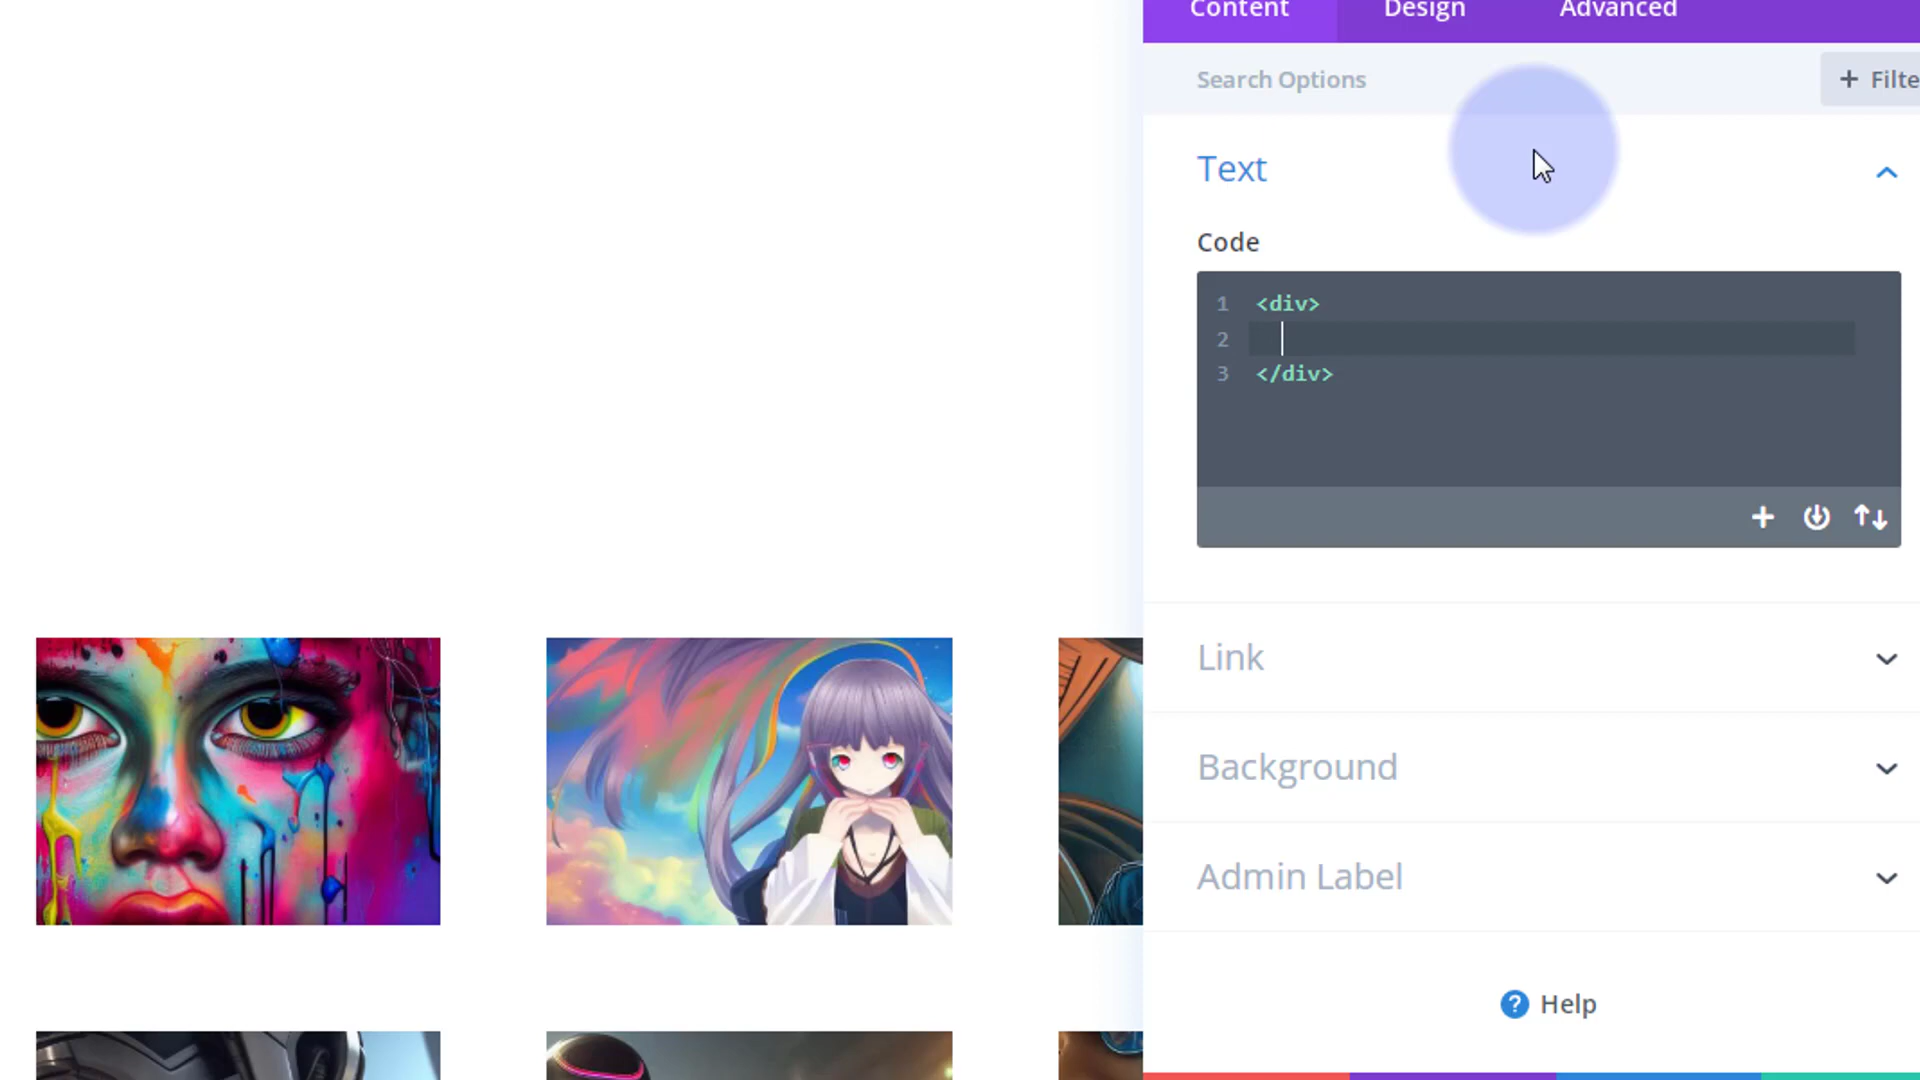 Content Design Advanced
Search Options + Filte
Text
Code
1 <div>
2
3 </div>
Link
Background
Admin Label
? Help